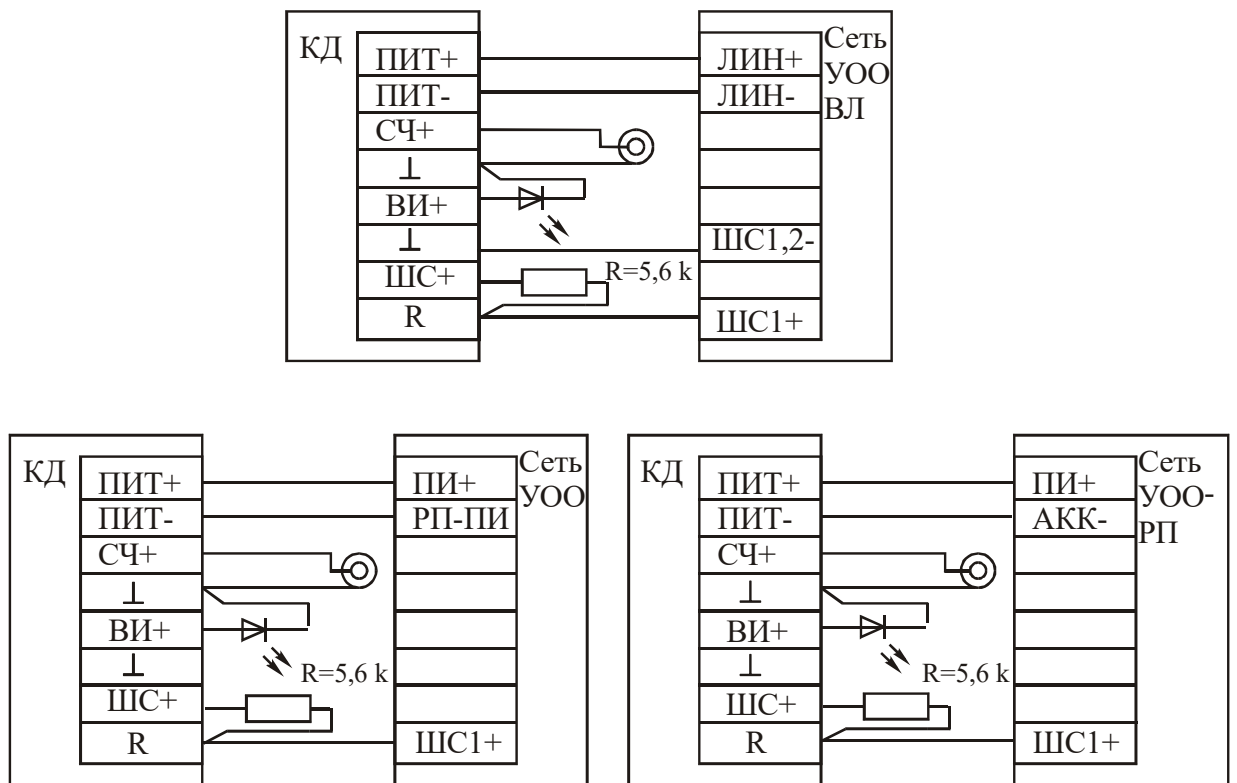 КД
ПИТ+
ПИТ-
СЧ+
⊥
ВИ+
⊥
ШС+
R
R=5,6 k
ЛИН+
ЛИН-
ШС1,2-
ШС1+
Сеть
УОО
ВЛ
КД
ПИТ+
ПИТ-
СЧ+
⊥
ВИ+
⊥
ШС+
R
R=5,6 k
ПИ+
РП-ПИ
ШС1+
Сеть
УОО
КД
ПИТ+
ПИТ-
СЧ+
⊥
ВИ+
⊥
ШС+
R
R=5,6 k
ПИ+
АКК-
ШС1+
Сеть
УОО-
РП